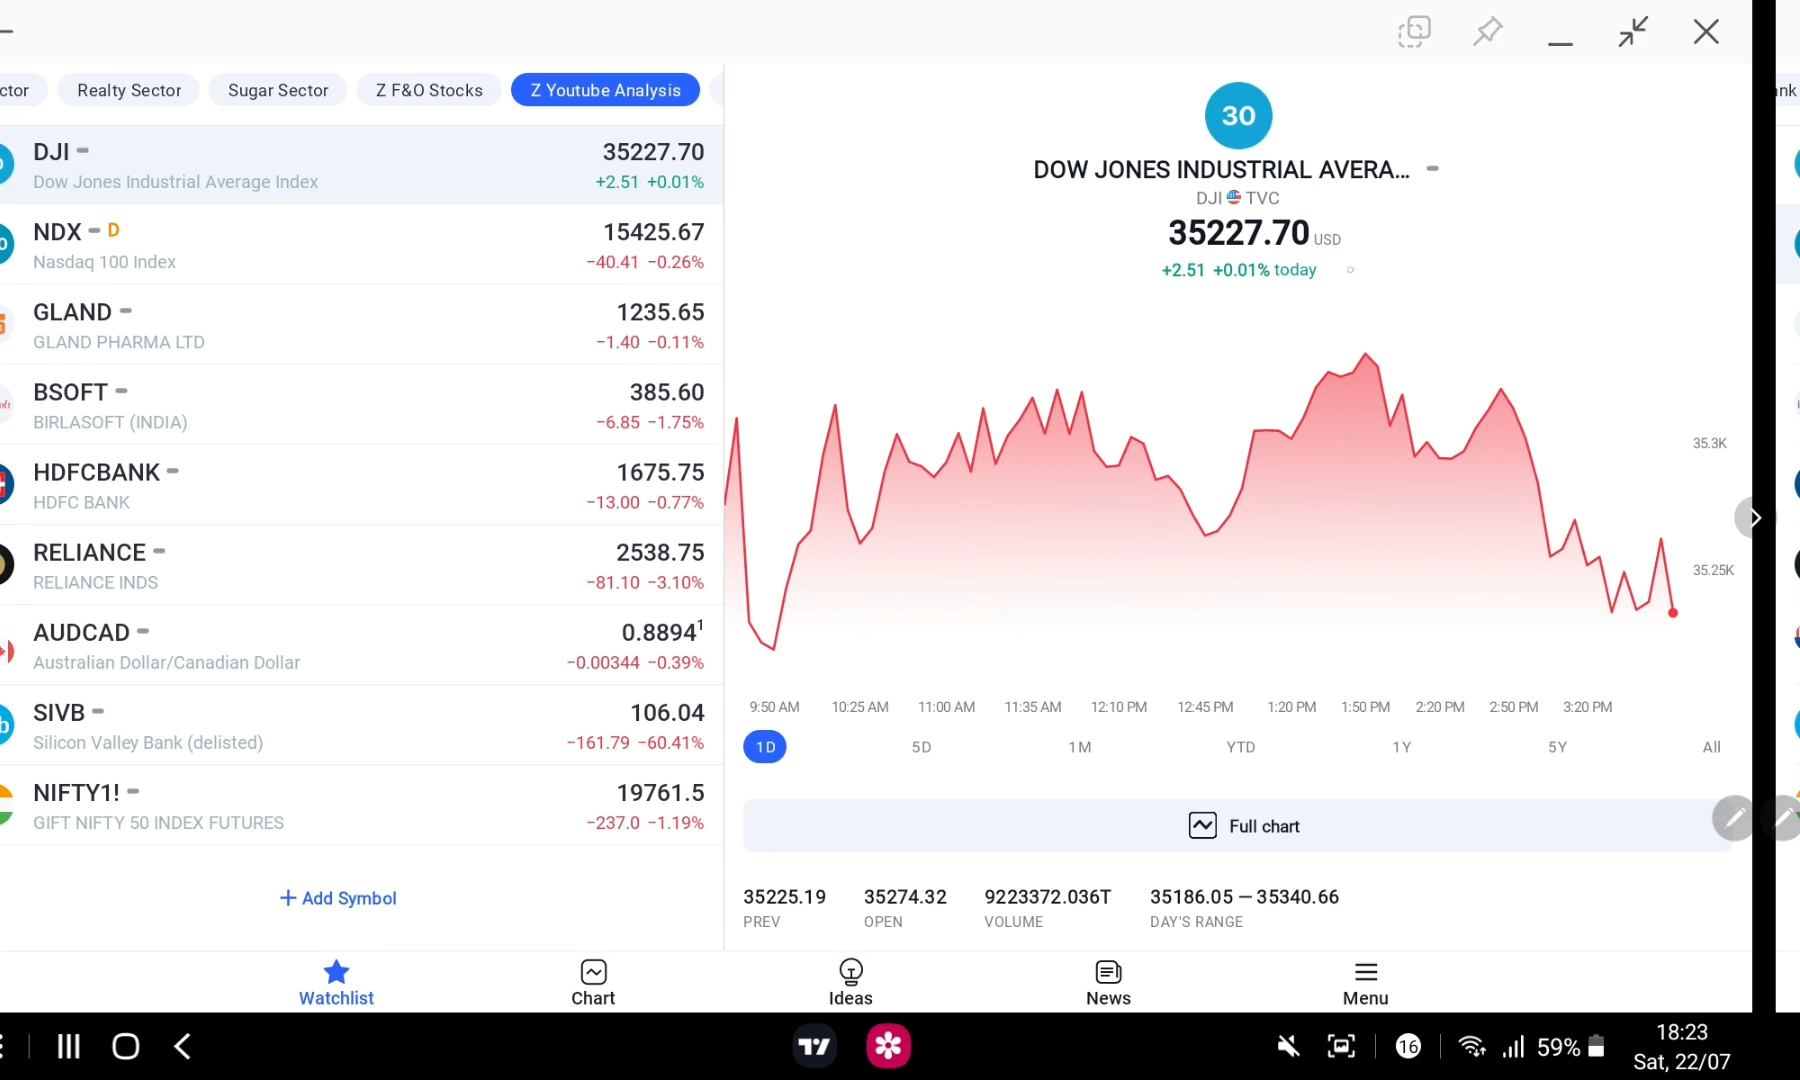 ctor Realty Sector Sugar Sector Z F&O Stocks Z Youtube Analysis
DJI
35227.70
Dow Jones Industrial Average Index
+2.51 +0.01%
NDX D
15425.67
Nasdaq 100 Index
−40.41 −0.26%
GLAND
1235.65
GLAND PHARMA LTD
−1.40 −0.11%
BSOFT
385.60
BIRLASOFT (INDIA)
−6.85 −1.75%
HDFCBANK
1675.75
HDFC BANK
−13.00 −0.77%
RELIANCE
2538.75
RELIANCE INDS
−81.10 −3.10%
AUDCAD
0.8894¹
Australian Dollar/Canadian Dollar
−0.00344 −0.39%
SIVB
106.04
Silicon Valley Bank (delisted)
−161.79 −60.41%
NIFTY1!
19761.5
GIFT NIFTY 50 INDEX FUTURES
−237.0 −1.19%
+ Add Symbol
30
DOW JONES INDUSTRIAL AVERA...
DJI TVC
35227.70 USD
+2.51 +0.01% today
35.3K
35.25K
9:50 AM 10:25 AM 11:00 AM 11:35 AM 12:10 PM 12:45 PM 1:20 PM 1:50 PM 2:20 PM 2:50 PM 3:20 PM
1D 5D 1M YTD 1Y 5Y All
Full chart
35225.19 35274.32 9223372.036T 35186.05 — 35340.66
PREV OPEN VOLUME DAY'S RANGE
Watchlist Chart Ideas News Menu
16 59% 18:23
Sat, 22/07